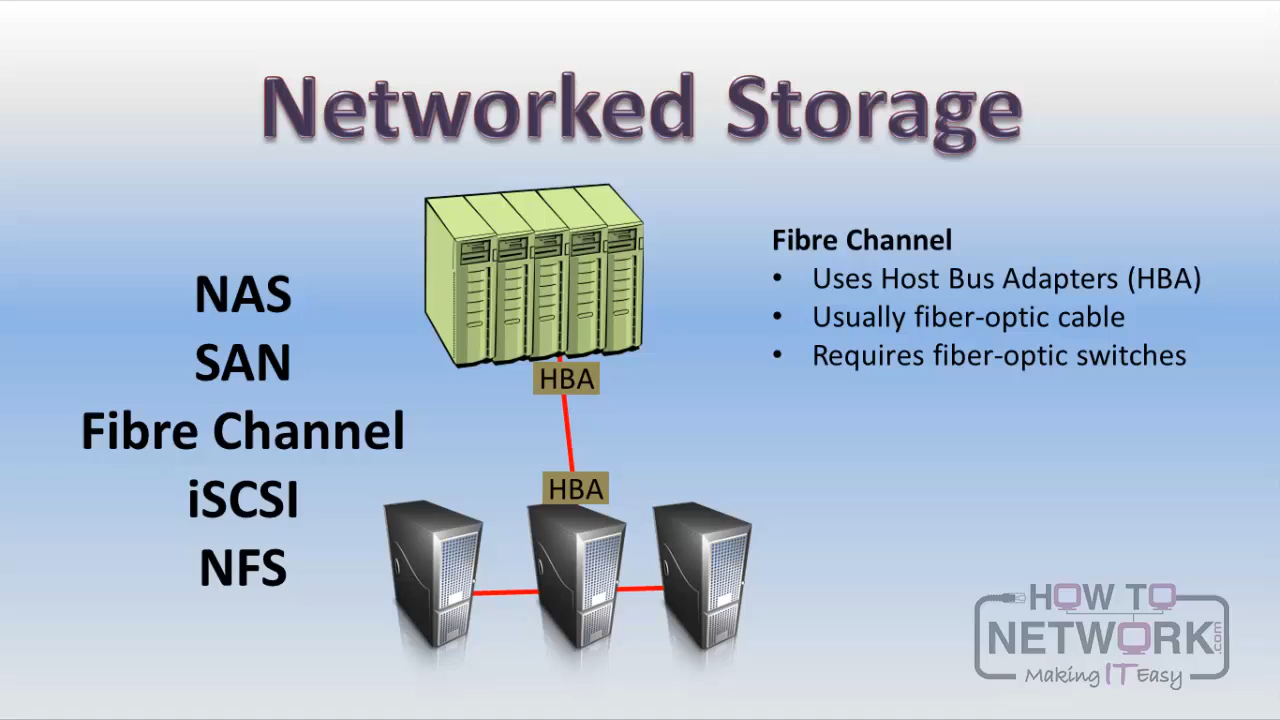 Networked Storage
NAS
SAN
Fibre Channel
iSCSI
NFS
HBA
HBA
Fibre Channel
• Uses Host Bus Adapters (HBA)
• Usually fiber-optic cable
• Requires fiber-optic switches
HOW TO
NETWORK.com
Making IT Easy